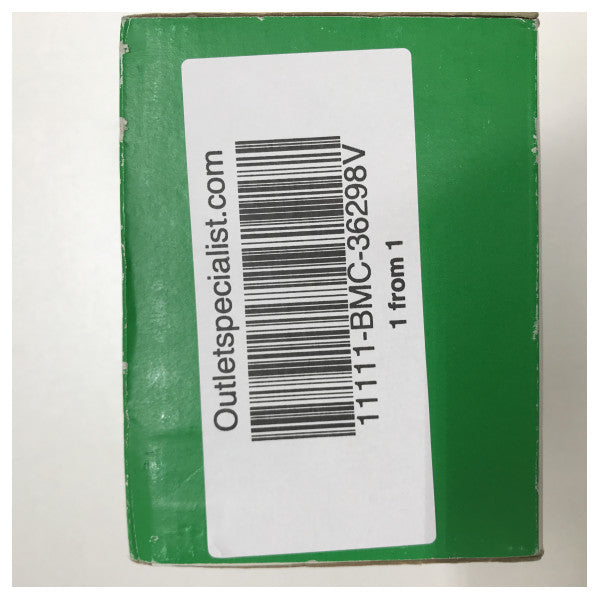 Outletspecialist.com
11111-BMC-36298V
1 from 1